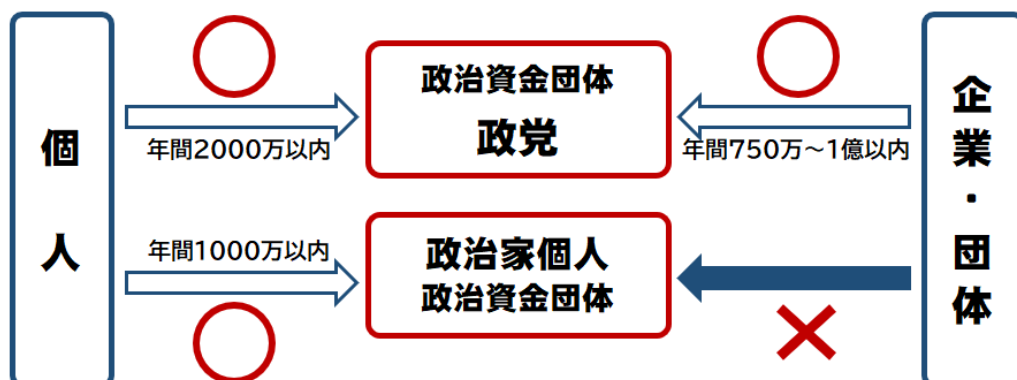 個人
年間2000万以内
年間1000万以内
政治資金団体
政党
政治家個人
政治資金団体
年間750万～1億以内
企業・団体